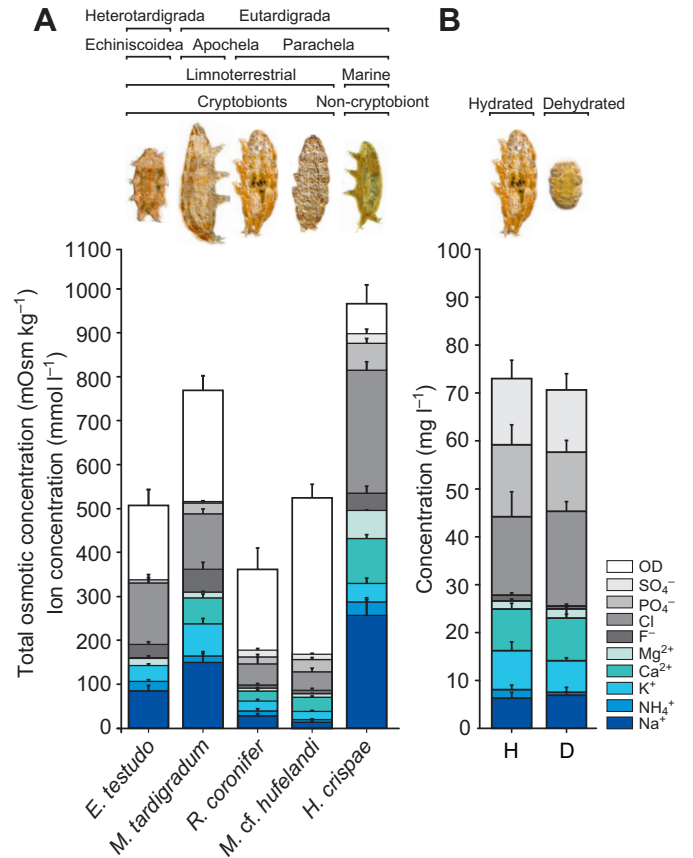 A
Heterotardigrada Eutardigrada
Echiniscoidea Apochela Parachela
Limnoterrestrial Marine
Cryptobionts Non-cryptobiont
Total osmotic concentration (mOsm kg⁻¹)
Ion concentration (mmol l⁻¹)
1100
1000
900
800
700
600
500
400
300
200
100
0
E. testudo
M. tardigradum
R. coronifer
M. cf. hufelandi
H. crispae
B
Hydrated Dehydrated
Concentration (mg l⁻¹)
100
90
80
70
60
50
40
30
20
10
0
H D
OD
SO₄⁻
PO₄⁻
Cl
F⁻
Mg²⁺
Ca²⁺
K⁺
NH₄⁺
Na⁺